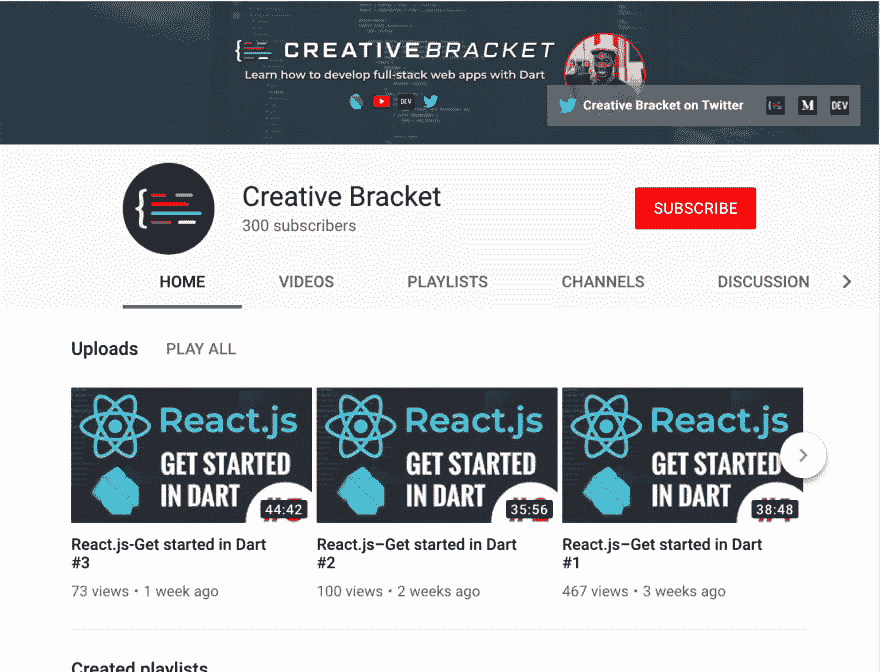 CREATIVEBRACKET
Learn how to develop full-stack web apps with Dart
DEV
Creative Bracket on Twitter
M
DEV
Creative Bracket
300 subscribers
SUBSCRIBE
HOME VIDEOS PLAYLISTS CHANNELS DISCUSSION
Uploads PLAY ALL
React.js
GET STARTED
IN DART
44:42
React.js
GET STARTED
IN DART
35:56
React.js
GET STARTED
IN DART
38:48
React.js-Get started in Dart
#3
73 views • 1 week ago
React.js–Get started in Dart
#2
100 views • 2 weeks ago
React.js–Get started in Dart
#1
467 views • 3 weeks ago
Created playlists